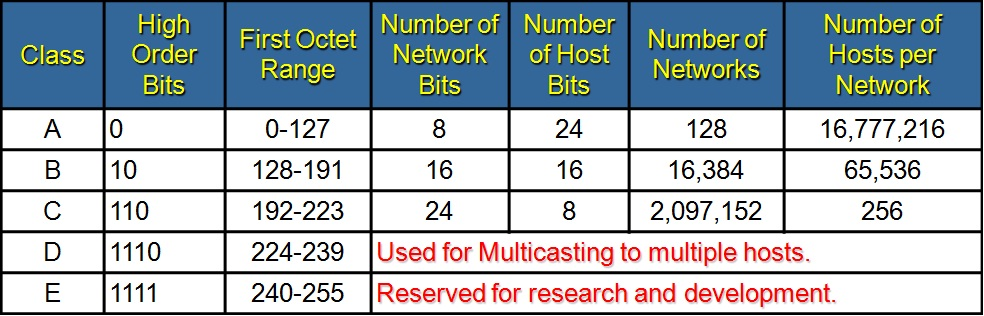 Class High Order Bits First Octet Range Number of Network Bits Number of Host Bits Number of Networks Number of Hosts per Network
A 0 0-127 8 24 128 16,777,216
B 10 128-191 16 16 16,384 65,536
C 110 192-223 24 8 2,097,152 256
D 1110 224-239 Used for Multicasting to multiple hosts.
E 1111 240-255 Reserved for research and development.